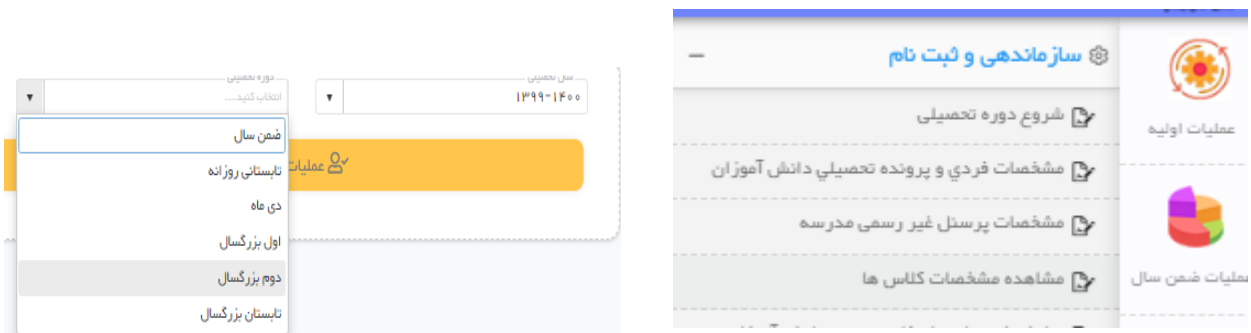 سازماندهی و ثبت نام
شروع دوره تحصیلی
مشخصات فردي و پرونده تحصيلي دانش آموزان
مشخصات پرسنل غیر رسمی مدرسه
مشاهده مشخصات کلاس ها
عملیات اولیه
عملیات ضمن سال
سال تحصیلی
۱۳۹۹-۱۴۰۰
دوره تحصیلی
انتخاب کنید....
عملیات
ضمن سال
تابستانی روزانه
دی ماه
اول بزرگسال
دوم بزرگسال
تابستان بزرگسال